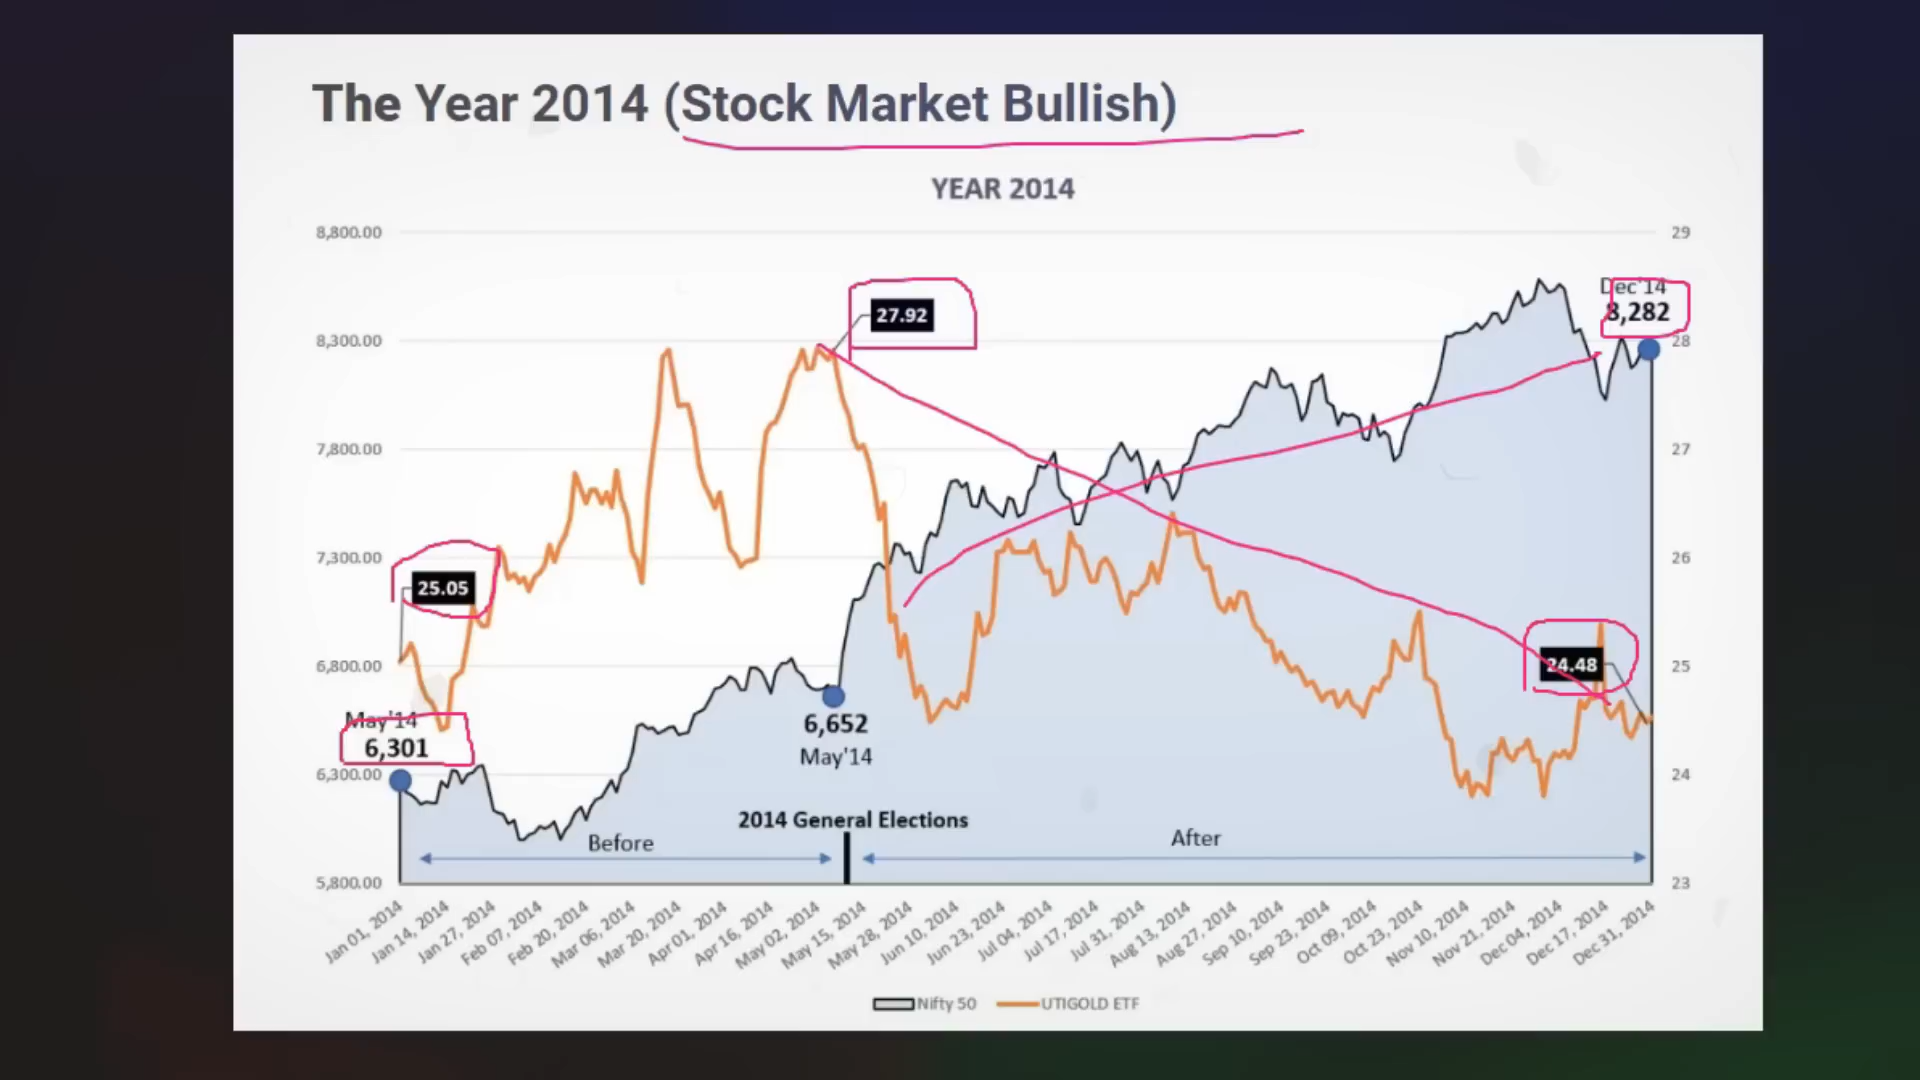 The Year 2014 (Stock Market Bullish)
YEAR 2014
8,800.00
8,300.00
7,800.00
7,300.00
6,800.00
6,300.00
5,800.00
29
28
27
26
25
24
23
27.92
25.05
24.48
Dec'14
8,282
May'14
6,301
6,652
May'14
2014 General Elections
Before
After
Jan 01, 2014
Jan 14, 2014
Jan 27, 2014
Feb 07, 2014
Feb 20, 2014
Mar 06, 2014
Mar 20, 2014
Apr 01, 2014
Apr 16, 2014
May 02, 2014
May 15, 2014
May 28, 2014
Jun 10, 2014
Jun 23, 2014
Jul 04, 2014
Jul 17, 2014
Jul 31, 2014
Aug 13, 2014
Aug 27, 2014
Sep 10, 2014
Sep 23, 2014
Oct 09, 2014
Oct 23, 2014
Nov 10, 2014
Nov 21, 2014
Dec 04, 2014
Dec 17, 2014
Dec 31, 2014
Nifty 50
UTIGOLD ETF